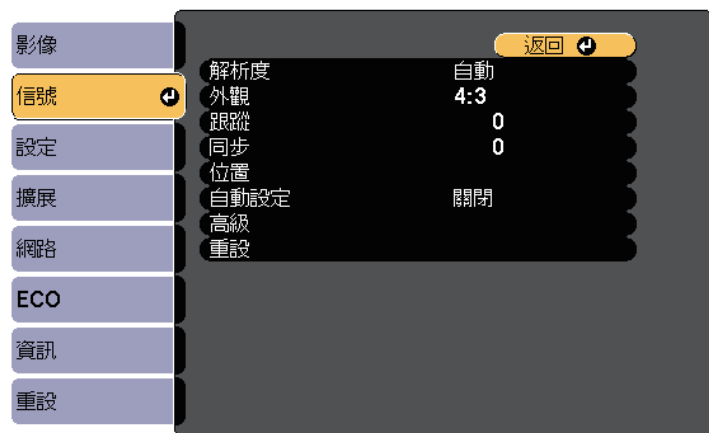 影像
信號
設定
擴展
網路
ECO
資訊
重設
返回
解析度 自動
外觀 4:3
跟蹤 0
同步 0
位置
自動設定 關閉
高級
重設